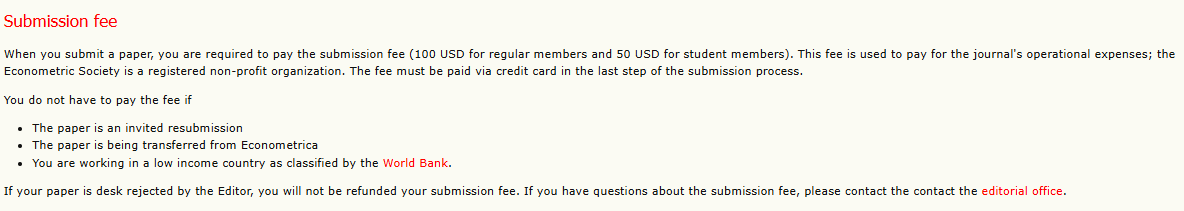 Submission fee
When you submit a paper, you are required to pay the submission fee (100 USD for regular members and 50 USD for student members). This fee is used to pay for the journal's operational expenses; the
Econometric Society is a registered non-profit organization. The fee must be paid via credit card in the last step of the submission process.
You do not have to pay the fee if
• The paper is an invited resubmission
• The paper is being transferred from Econometrica
• You are working in a low income country as classified by the World Bank.
If your paper is desk rejected by the Editor, you will not be refunded your submission fee. If you have questions about the submission fee, please contact the contact the editorial office.